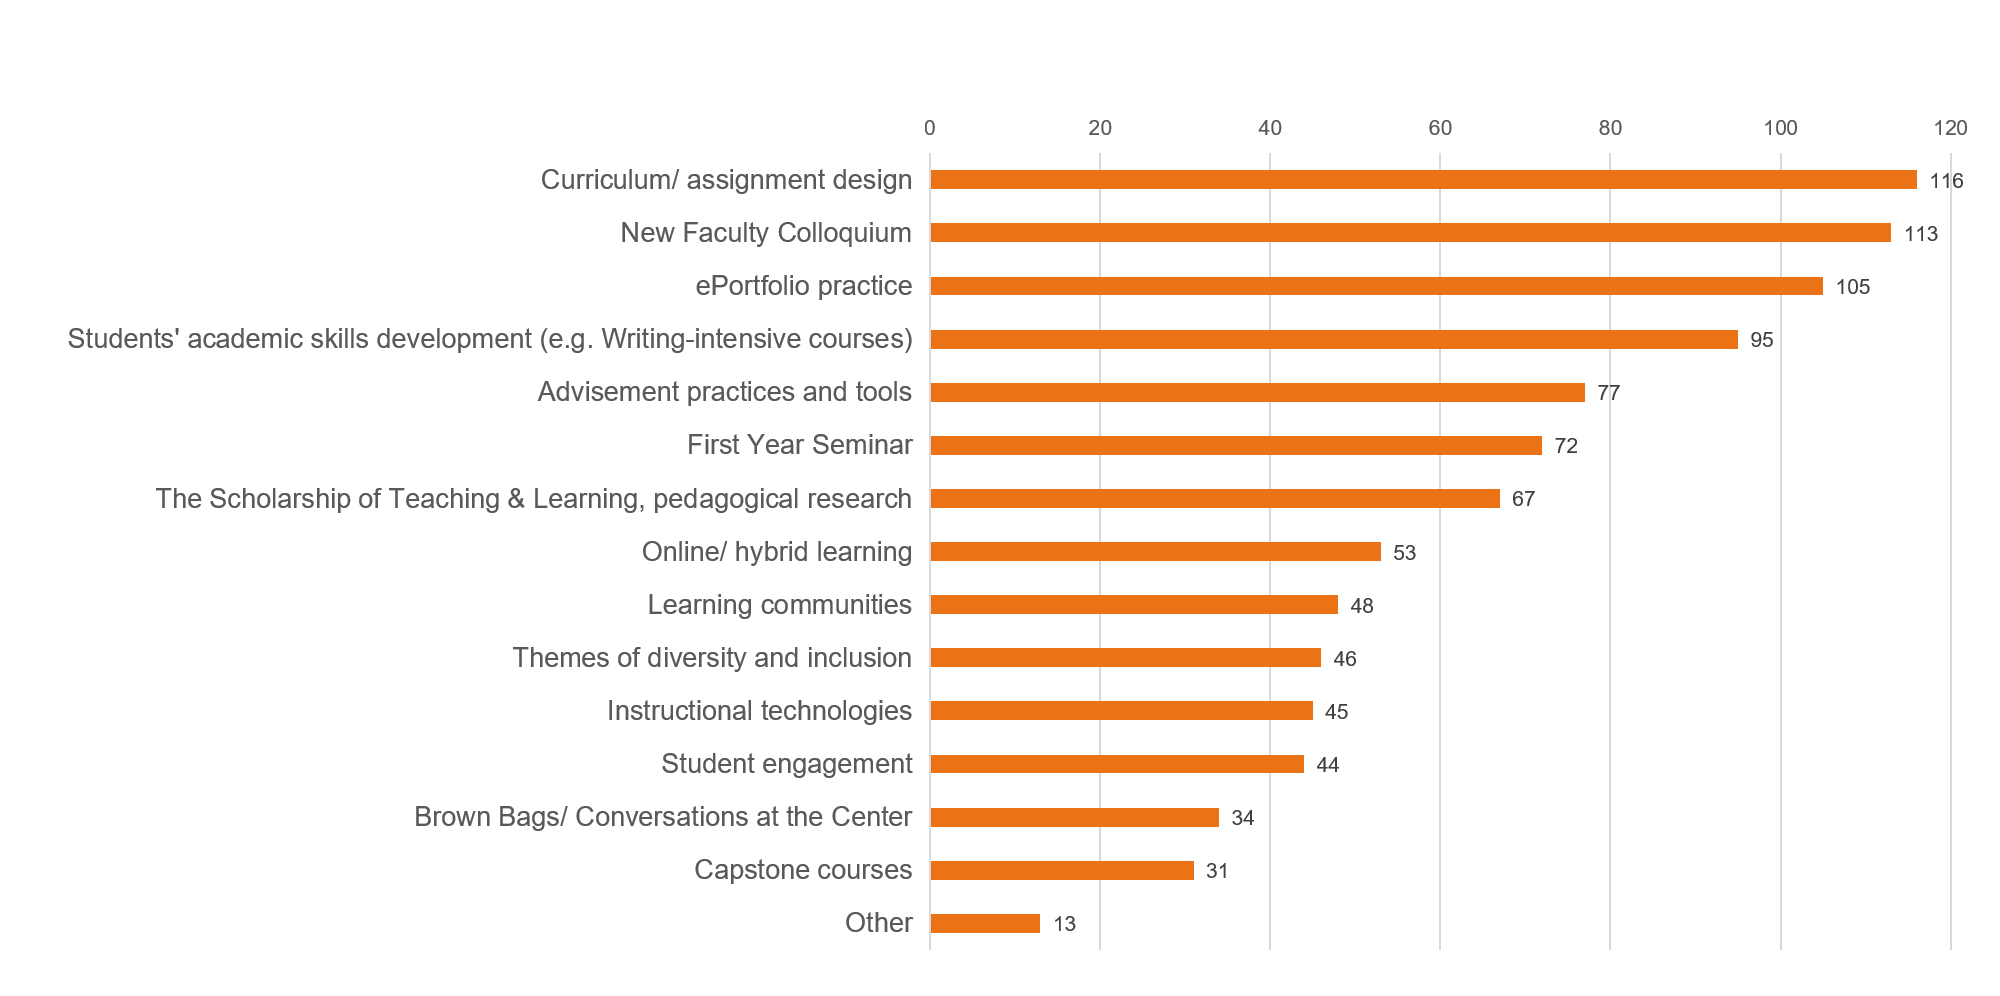 0 20 40 60 80 100 120
Curriculum/ assignment design 116
New Faculty Colloquium 113
ePortfolio practice 105
Students' academic skills development (e.g. Writing-intensive courses) 95
Advisement practices and tools 77
First Year Seminar 72
The Scholarship of Teaching & Learning, pedagogical research 67
Online/ hybrid learning 53
Learning communities 48
Themes of diversity and inclusion 46
Instructional technologies 45
Student engagement 44
Brown Bags/ Conversations at the Center 34
Capstone courses 31
Other 13